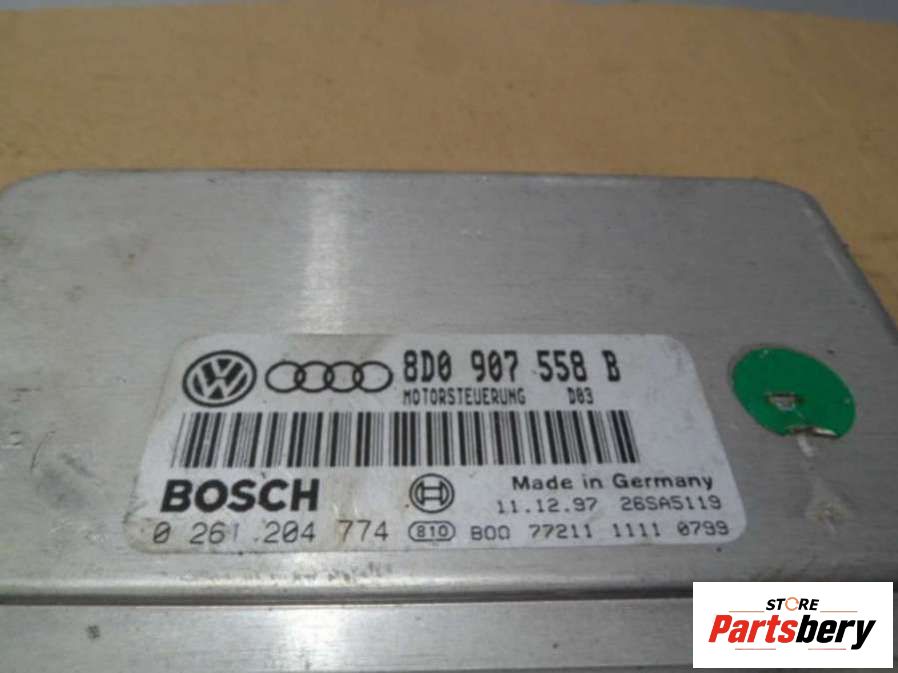 8D0 907 558 B
MOTORSTEUERUNG D03
BOSCH
Made in Germany
11.12.97 26SA5119
0 261 204 774 810 B00 77211 1111 0799
STORE
Partsbery